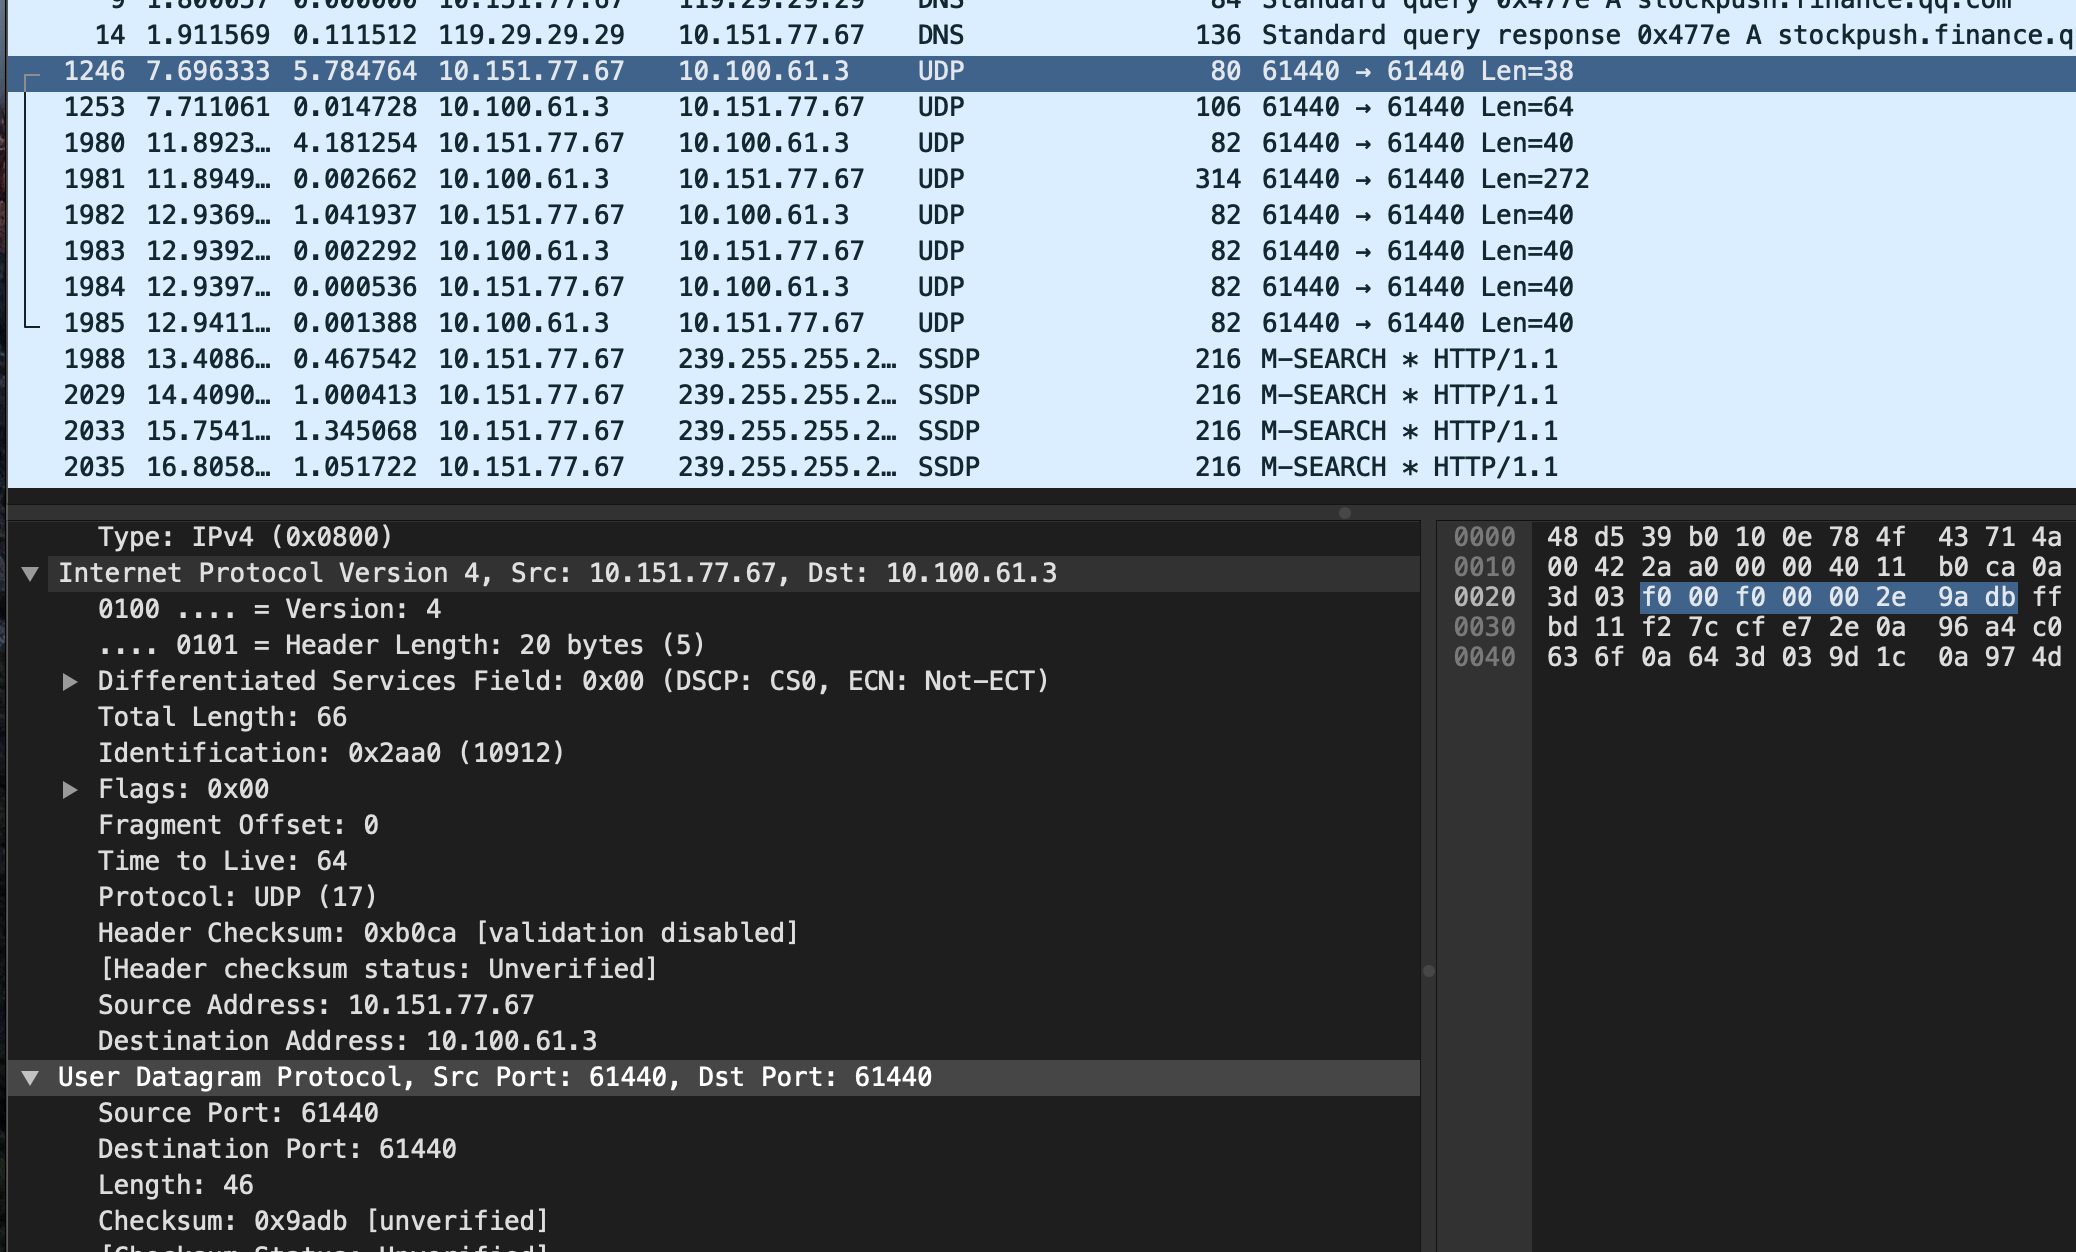 9 1.800057 0.000000 10.151.77.67 119.29.29.29 DNS 84 Standard query 0x477e A stockpush.finance.qq.com
14 1.911569 0.111512 119.29.29.29 10.151.77.67 DNS 136 Standard query response 0x477e A stockpush.finance.q
1246 7.696333 5.784764 10.151.77.67 10.100.61.3 UDP 80 61440 → 61440 Len=38
1253 7.711061 0.014728 10.100.61.3 10.151.77.67 UDP 106 61440 → 61440 Len=64
1980 11.8923… 4.181254 10.151.77.67 10.100.61.3 UDP 82 61440 → 61440 Len=40
1981 11.8949… 0.002662 10.100.61.3 10.151.77.67 UDP 314 61440 → 61440 Len=272
1982 12.9369… 1.041937 10.151.77.67 10.100.61.3 UDP 82 61440 → 61440 Len=40
1983 12.9392… 0.002292 10.100.61.3 10.151.77.67 UDP 82 61440 → 61440 Len=40
1984 12.9397… 0.000536 10.151.77.67 10.100.61.3 UDP 82 61440 → 61440 Len=40
1985 12.9411… 0.001388 10.100.61.3 10.151.77.67 UDP 82 61440 → 61440 Len=40
1988 13.4086… 0.467542 10.151.77.67 239.255.255.2… SSDP 216 M-SEARCH * HTTP/1.1
2029 14.4090… 1.000413 10.151.77.67 239.255.255.2… SSDP 216 M-SEARCH * HTTP/1.1
2033 15.7541… 1.345068 10.151.77.67 239.255.255.2… SSDP 216 M-SEARCH * HTTP/1.1
2035 16.8058… 1.051722 10.151.77.67 239.255.255.2… SSDP 216 M-SEARCH * HTTP/1.1
Type: IPv4 (0x0800)
Internet Protocol Version 4, Src: 10.151.77.67, Dst: 10.100.61.3
0100 .... = Version: 4
.... 0101 = Header Length: 20 bytes (5)
Differentiated Services Field: 0x00 (DSCP: CS0, ECN: Not-ECT)
Total Length: 66
Identification: 0x2aa0 (10912)
Flags: 0x00
Fragment Offset: 0
Time to Live: 64
Protocol: UDP (17)
Header Checksum: 0xb0ca [validation disabled]
[Header checksum status: Unverified]
Source Address: 10.151.77.67
Destination Address: 10.100.61.3
User Datagram Protocol, Src Port: 61440, Dst Port: 61440
Source Port: 61440
Destination Port: 61440
Length: 46
Checksum: 0x9adb [unverified]
[Checksum Status: Unverified]
0000 48 d5 39 b0 10 0e 78 4f 43 71 4a
0010 00 42 2a a0 00 00 40 11 b0 ca 0a
0020 3d 03 f0 00 f0 00 00 2e 9a db ff
0030 bd 11 f2 7c cf e7 2e 0a 96 a4 c0
0040 63 6f 0a 64 3d 03 9d 1c 0a 97 4d